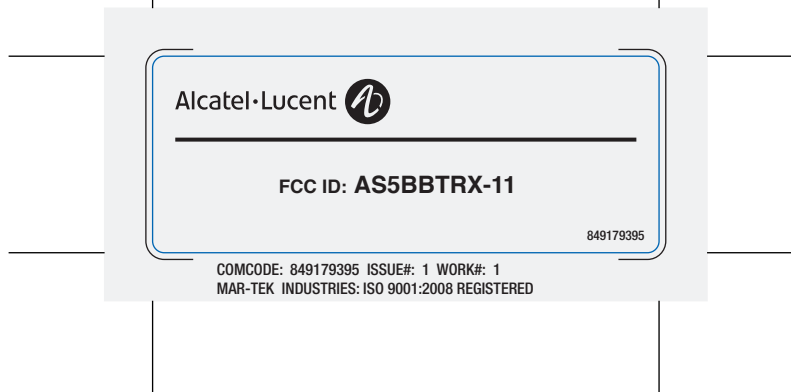 Alcatel·Lucent
FCC ID: AS5BBTRX-11
849179395
COMCODE: 849179395 ISSUE#: 1 WORK#: 1
MAR-TEK INDUSTRIES: ISO 9001:2008 REGISTERED